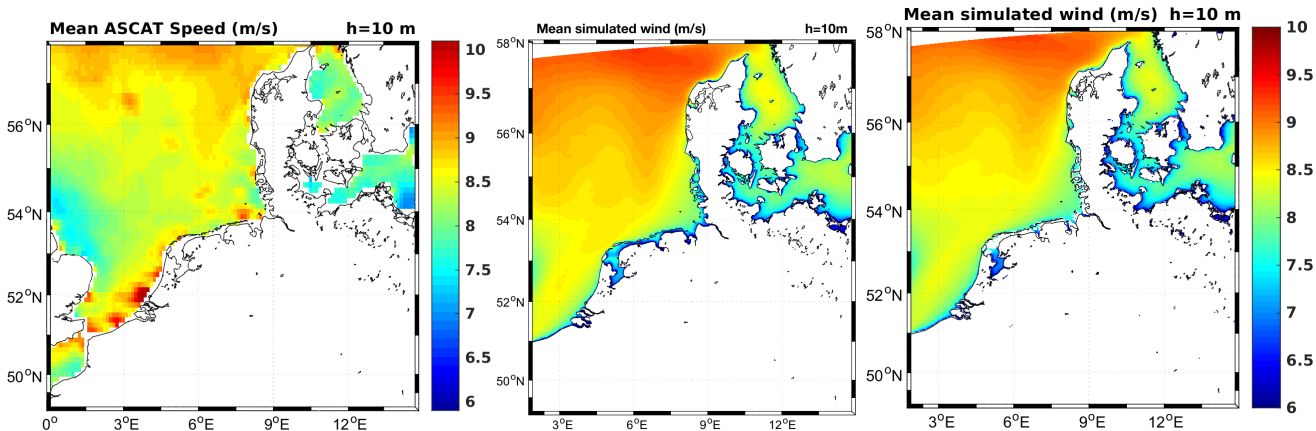 Mean ASCAT Speed (m/s) h=10 m
56°N
54°N
52°N
50°N
0° 3°E 6°E 9°E 12°E
10
9.5
9
8.5
8
7.5
7
6.5
6
Mean simulated wind (m/s) h=10m
58°N
56°N
54°N
52°N
50°N
3°E 6°E 9°E 12°E
Mean simulated wind (m/s) h=10 m
58°N
56°N
54°N
52°N
50°N
3°E 6°E 9°E 12°E
10
9.5
9
8.5
8
7.5
7
6.5
6